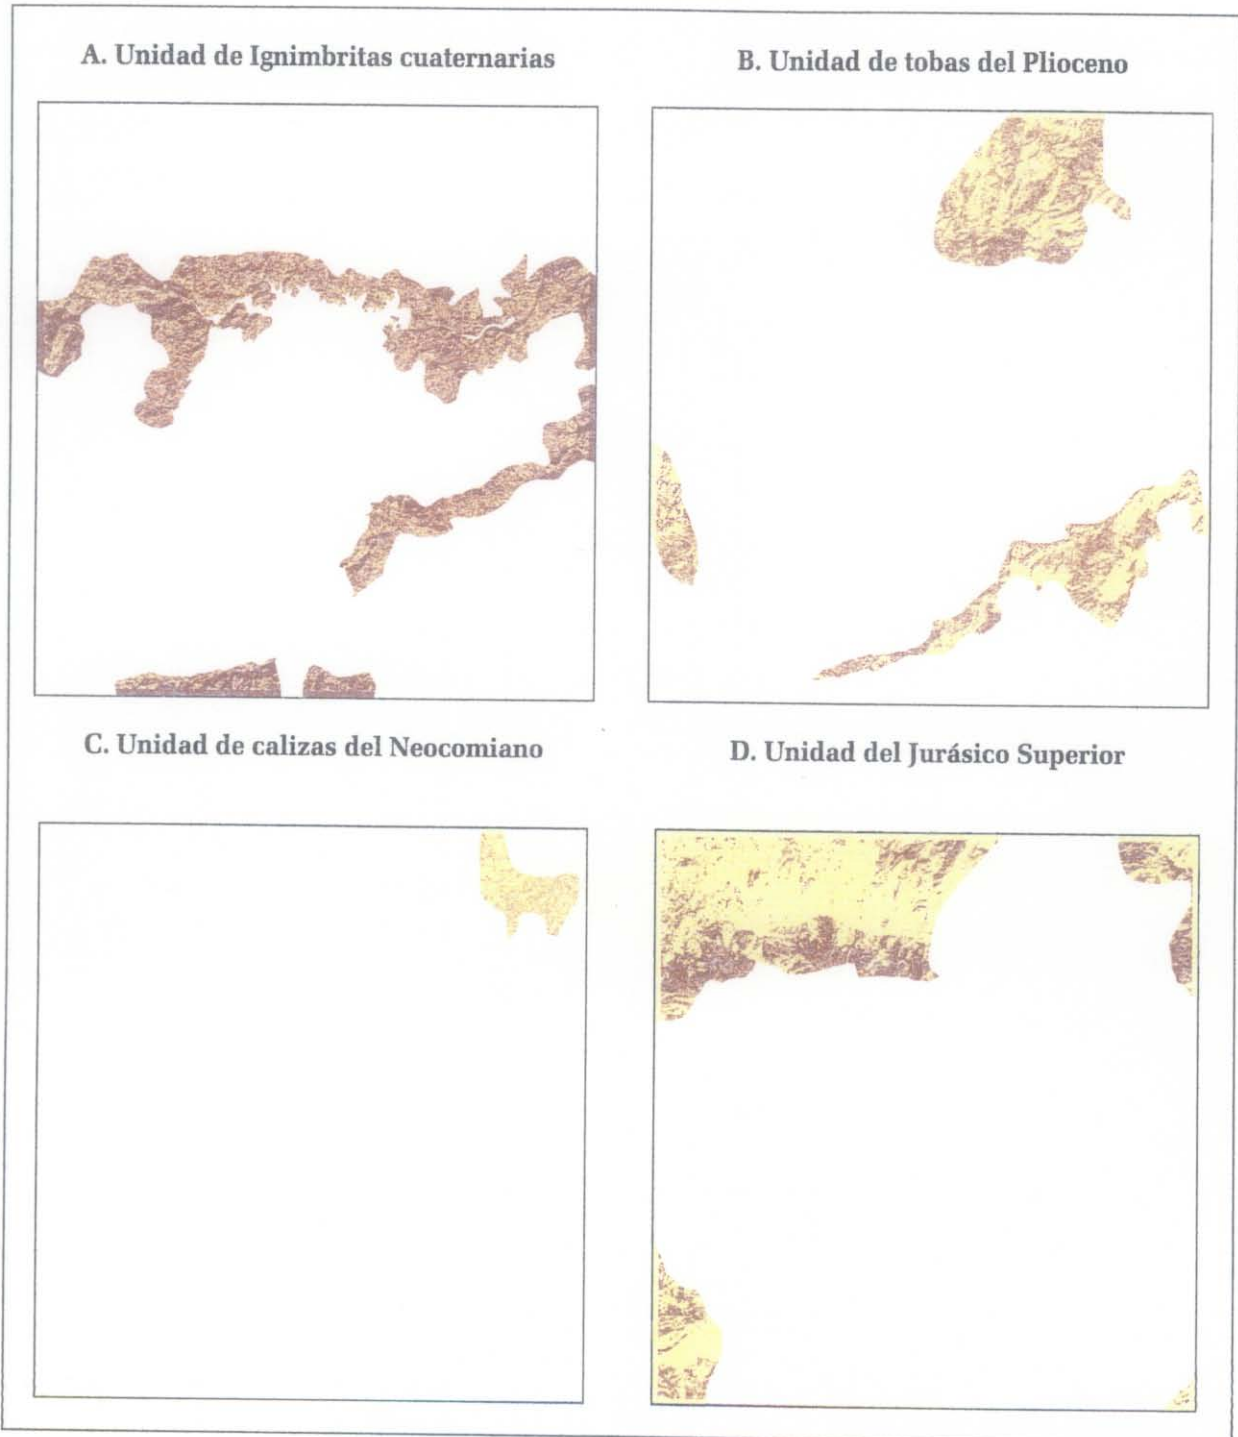 A. Unidad de Ignimbritas cuaternarias
B. Unidad de tobas del Plioceno
C. Unidad de calizas del Neocomiano
D. Unidad del Jurásico Superior